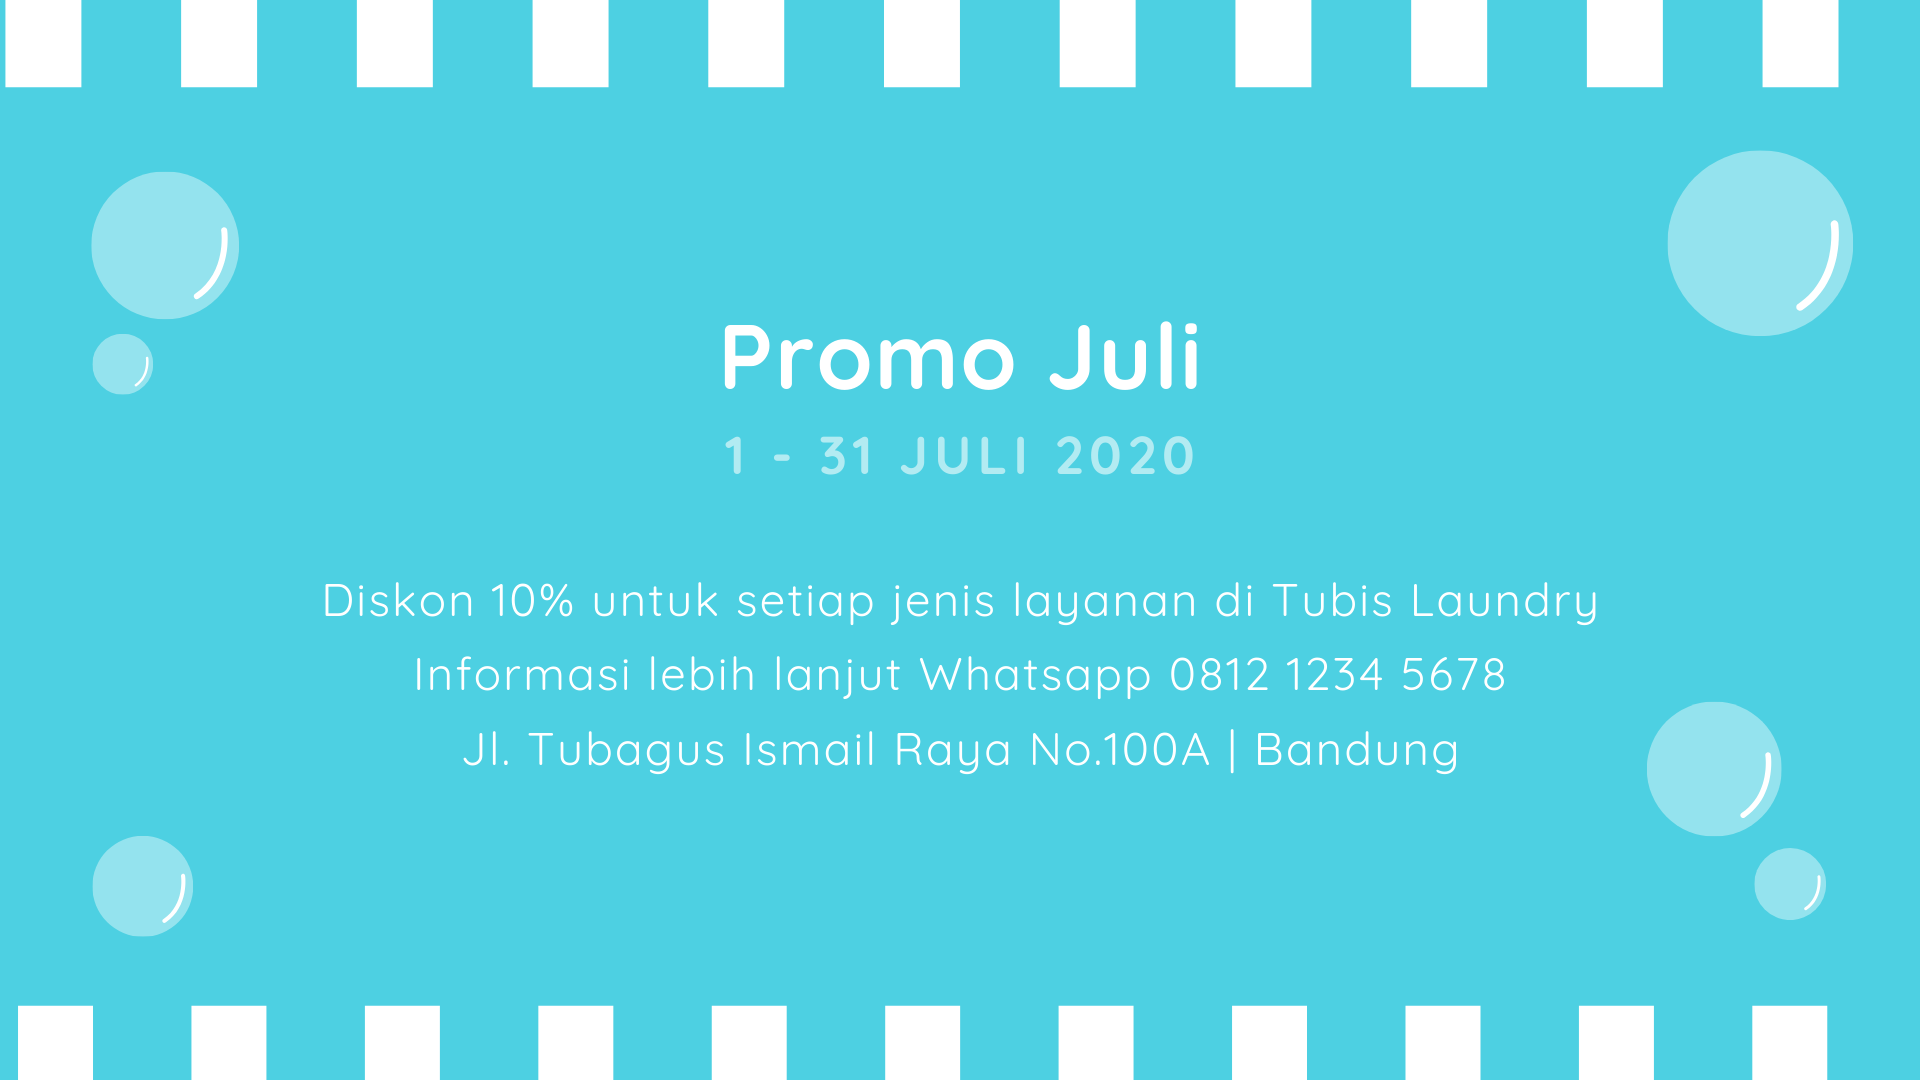 Promo Juli
1 - 31 JULI 2020
Diskon 10% untuk setiap jenis layanan di Tubis Laundry
Informasi lebih lanjut Whatsapp 0812 1234 5678
Jl. Tubagus Ismail Raya No.100A | Bandung